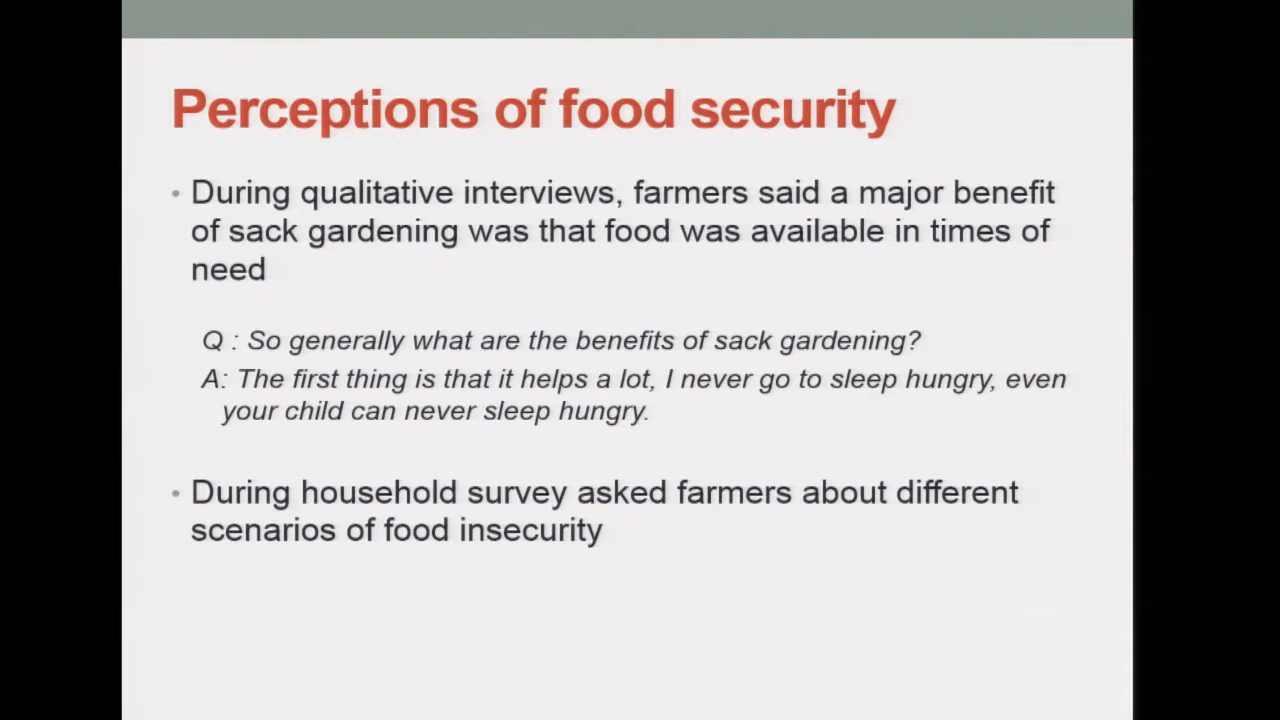 Perceptions of food security
• During qualitative interviews, farmers said a major benefit
of sack gardening was that food was available in times of
need
Q : So generally what are the benefits of sack gardening?
A: The first thing is that it helps a lot, I never go to sleep hungry, even
your child can never sleep hungry.
• During household survey asked farmers about different
scenarios of food insecurity